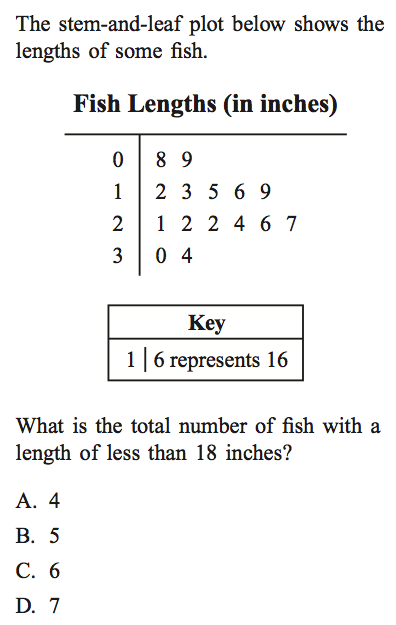 The stem-and-leaf plot below shows the
lengths of some fish.
Fish Lengths (in inches)
0 | 8 9
1 | 2 3 5 6 9
2 | 1 2 2 4 6 7
3 | 0 4
Key
1 | 6 represents 16
What is the total number of fish with a
length of less than 18 inches?
A. 4
B. 5
C. 6
D. 7